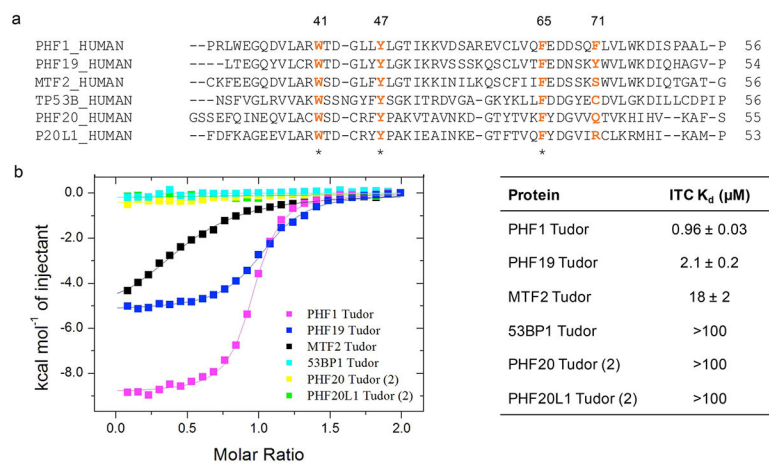 a
41 47 65 71
PHF1_HUMAN --PRLWEGQDVLARWTD-GLLYLGTIKKVDSAREVCLVQFEDDSQFLVLWKDISPAAL-P 56
PHF19_HUMAN ----LTEGQYVLCRWTD-GLYYLGKIKRVSSSKQSCLVTFEDNSKYWVLWKDIQHAGV-P 54
MTF2_HUMAN --CKFEEGQDVLARWSD-GLFYLGTIKKINILKQSCFIIFEDSSKSWVLWKDIQTGAT-G 56
TP53B_HUMAN ---NSFVGLRVVAKWSSNGYFYSGKITRDVGA-GKYKLLFDDGYECDVLGKDILLCDPIP 56
PHF20_HUMAN GSSEFQINEQVLACWSD-CRFYPAKVTAVNKD-GTYTVKFYDGVVQTVKHIHV--KAF-S 55
P20L1_HUMAN ---FDFKAGEEVLARWTD-CRYYPAKIEAINKE-GTFTVQFYDGVIRCLKRMHI--KAM-P 53
* * *
b
kcal mol-1 of injectant
0.0
-2.0
-4.0
-6.0
-8.0
PHF1 Tudor
PHF19 Tudor
MTF2 Tudor
53BP1 Tudor
PHF20 Tudor (2)
PHF20L1 Tudor (2)
0.0 0.5 1.0 1.5 2.0
Molar Ratio
Protein ITC Kd (µM)
PHF1 Tudor 0.96 ± 0.03
PHF19 Tudor 2.1 ± 0.2
MTF2 Tudor 18 ± 2
53BP1 Tudor >100
PHF20 Tudor (2) >100
PHF20L1 Tudor (2) >100